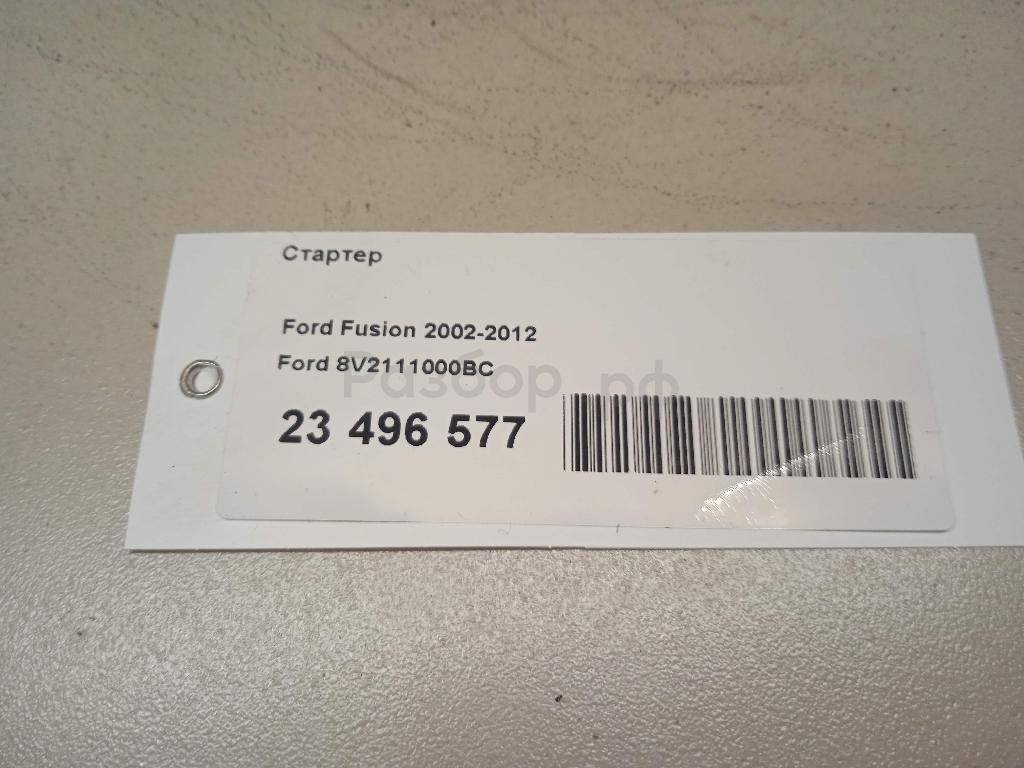 Стартер
Ford Fusion 2002-2012
Ford 8V2111000BC
Разбор.рф
23 496 577